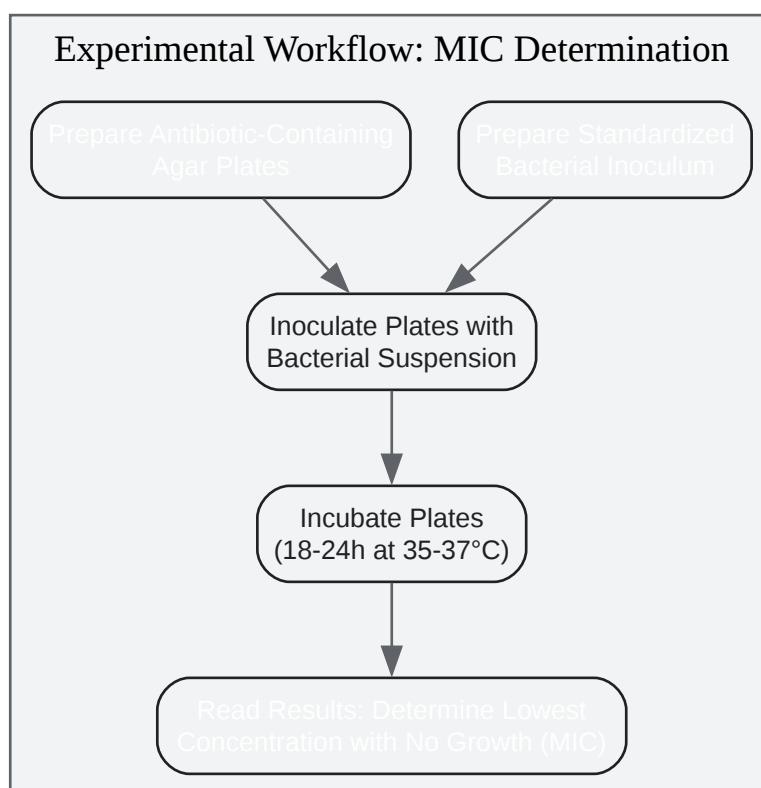 Experimental Workflow: MIC Determination
Prepare Antibiotic-Containing
Agar Plates
Prepare Standardized
Bacterial Inoculum
Inoculate Plates with
Bacterial Suspension
Incubate Plates
(18-24h at 35-37°C)
Read Results: Determine Lowest
Concentration with No Growth (MIC)